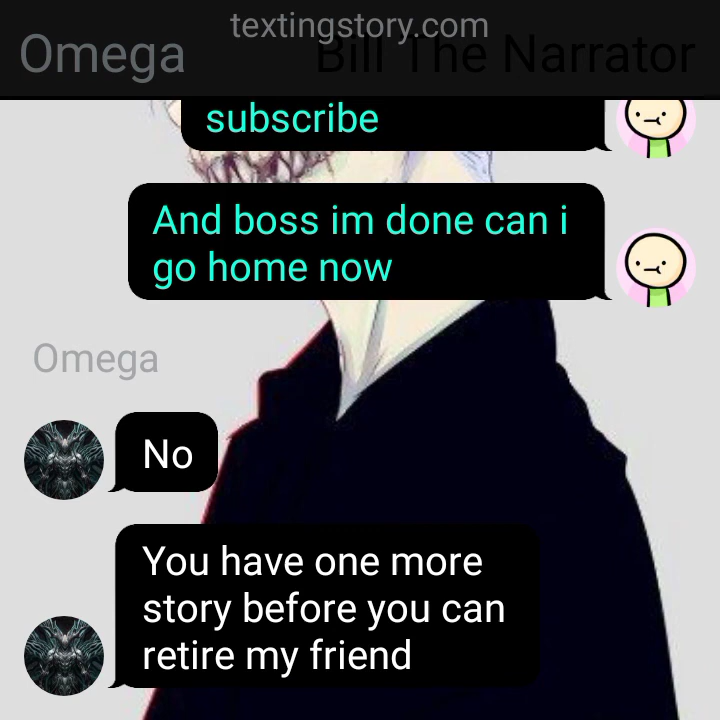 textingstory.com
Omega
Bill The Narrator
subscribe
And boss im done can i
go home now
Omega
No
You have one more
story before you can
retire my friend